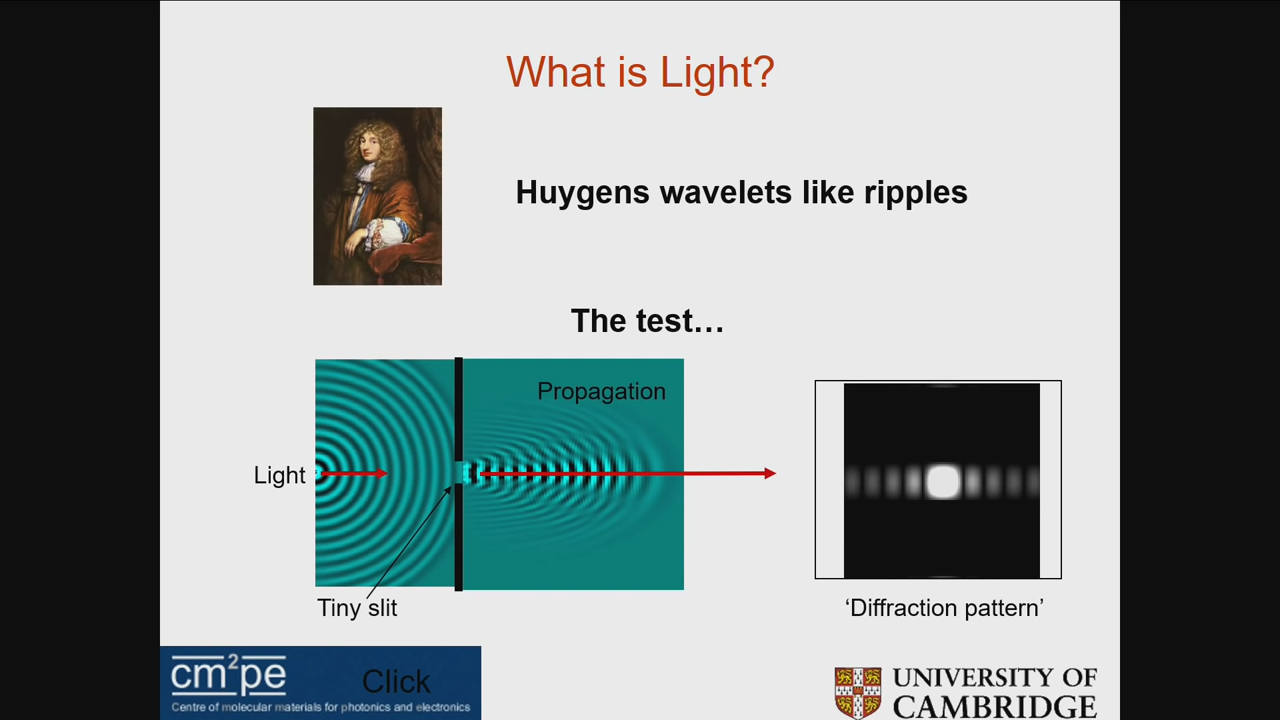 What is Light?
Huygens wavelets like ripples
The test…
Propagation
Light
Tiny slit
‘Diffraction pattern’
cm²pe
Click
Centre of molecular materials for photonics and electronics
UNIVERSITY OF
CAMBRIDGE